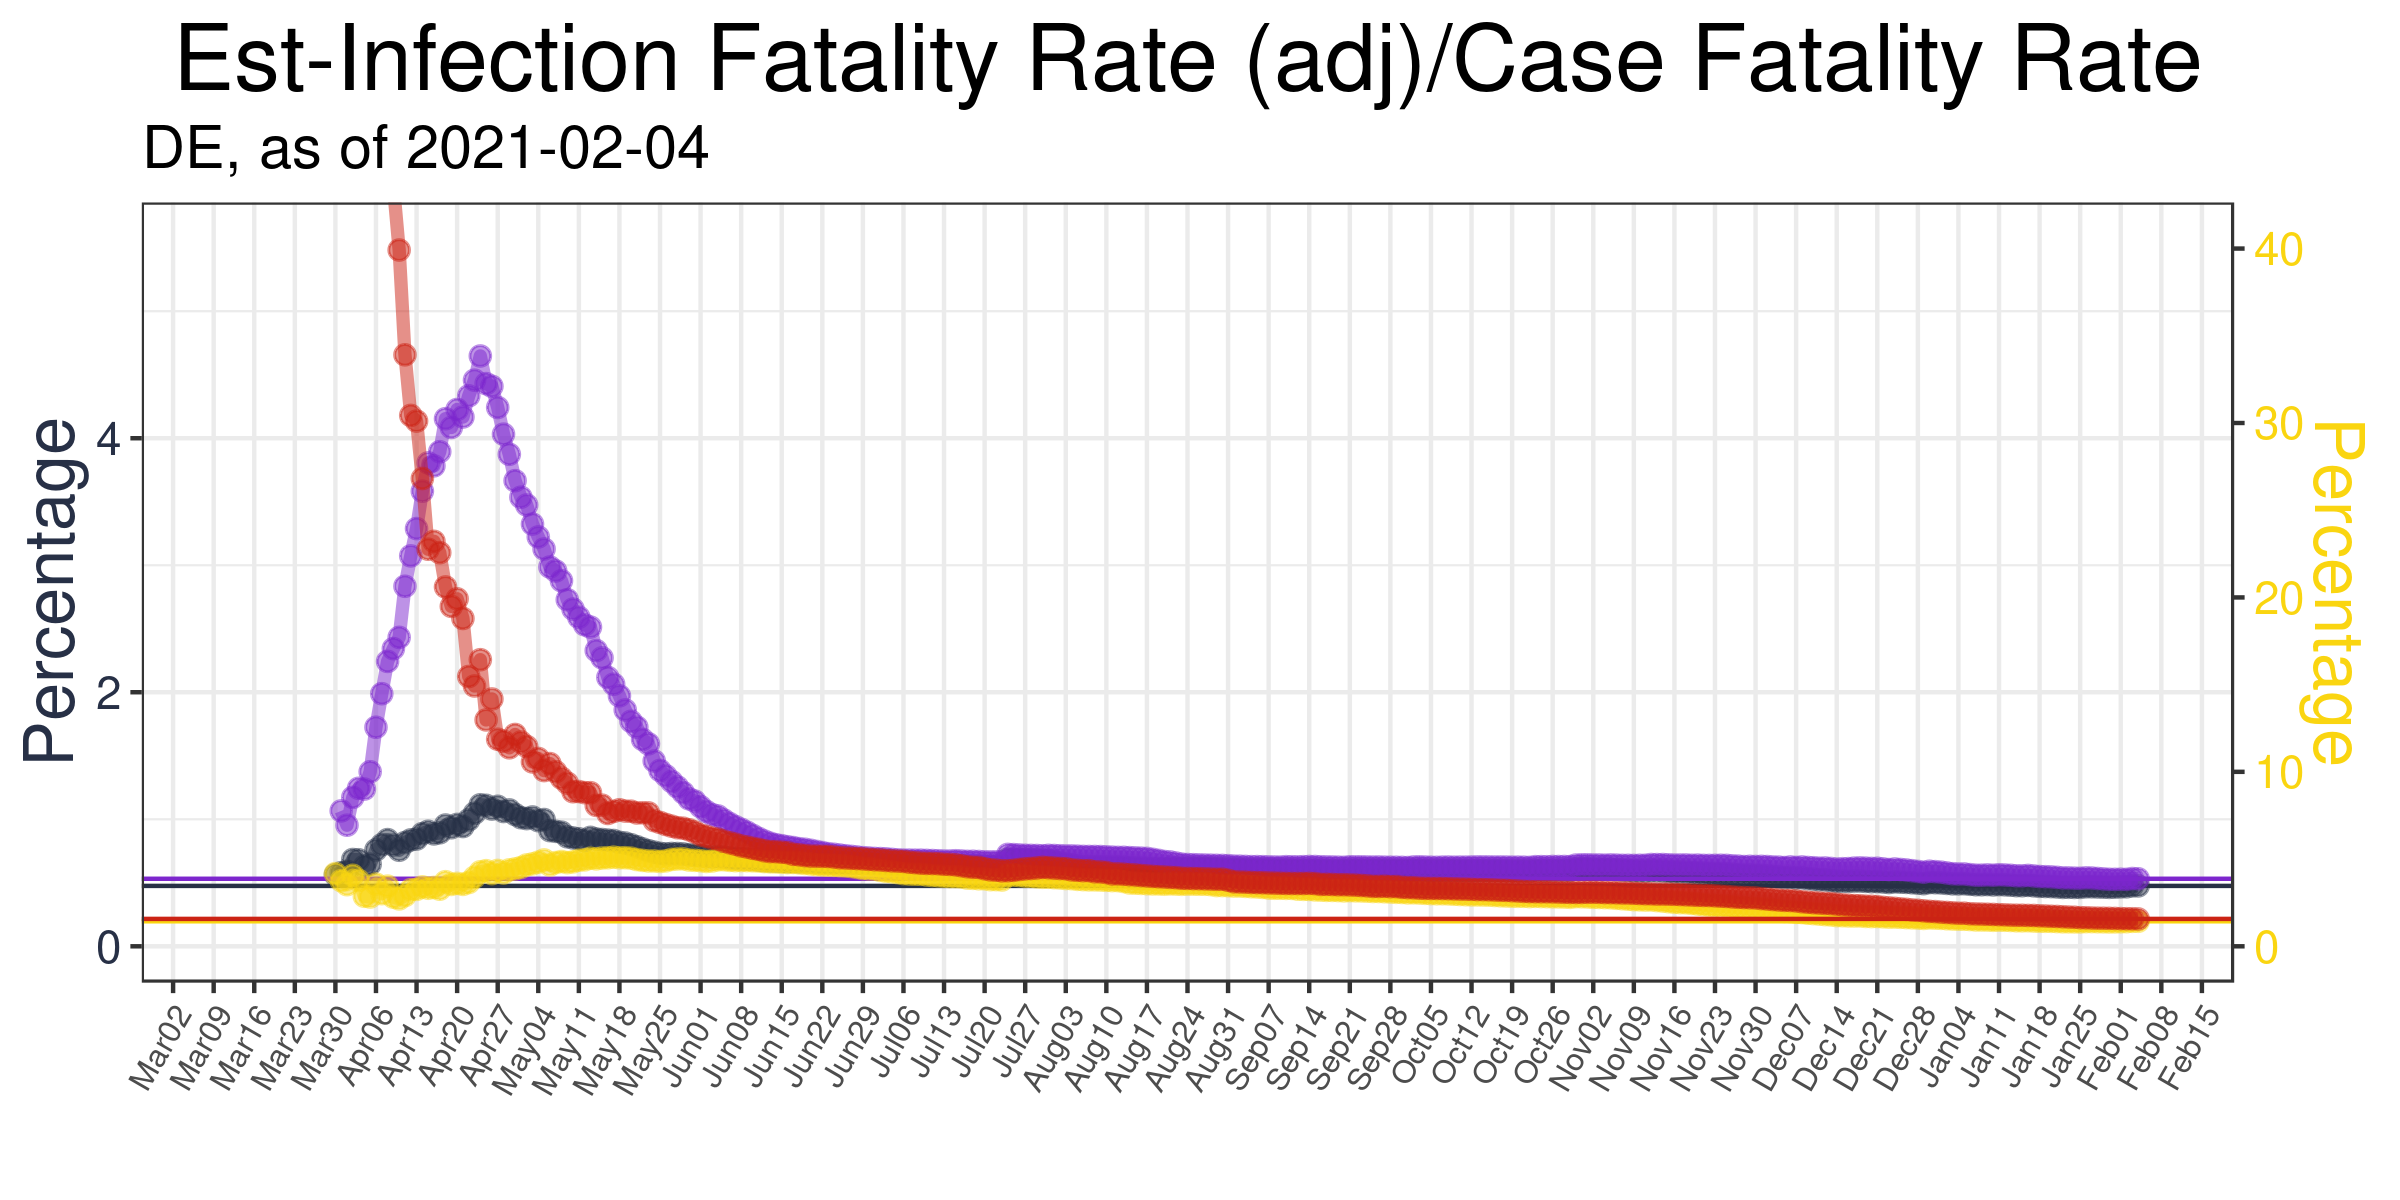 Est-Infection Fatality Rate (adj)/Case Fatality Rate
DE, as of 2021-02-04
Percentage
4
2
0
40
30
20
10
0
Percentage
Mar02
Mar09
Mar16
Mar23
Mar30
Apr06
Apr13
Apr20
Apr27
May04
May11
May18
May25
Jun01
Jun08
Jun15
Jun22
Jun29
Jul06
Jul13
Jul20
Jul27
Aug03
Aug10
Aug17
Aug24
Aug31
Sep07
Sep14
Sep21
Sep28
Oct05
Oct12
Oct19
Oct26
Nov02
Nov09
Nov16
Nov23
Nov30
Dec07
Dec14
Dec21
Dec28
Jan04
Jan11
Jan18
Jan25
Feb01
Feb08
Feb15